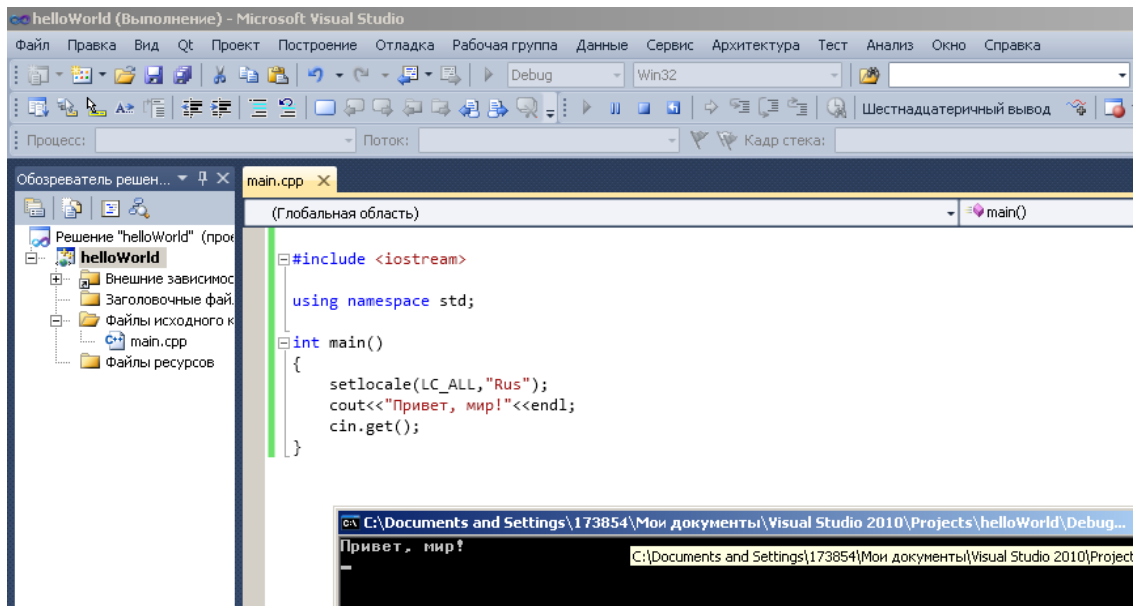 helloWorld (Выполнение) - Microsoft Visual Studio
Файл Правка Вид Qt Проект Построение Отладка Рабочая группа Данные Сервис Архитектура Тест Анализ Окно Справка
Debug Win32
Шестнадцатеричный вывод
Процесс: Поток: Кадр стека:
Обозреватель решен... main.cpp
(Глобальная область) main()
Решение "helloWorld" (прое
helloWorld
Внешние зависимос
Заголовочные фай.
Файлы исходного к
main.cpp
Файлы ресурсов
#include <iostream>
using namespace std;
int main()
{
setlocale(LC_ALL,"Rus");
cout<<"Привет, мир!"<<endl;
cin.get();
}
C:\Documents and Settings\173854\Мои документы\Visual Studio 2010\Projects\helloWorld\Debug...
Привет, мир!
C:\Documents and Settings\173854\Мои документы\Visual Studio 2010\Project